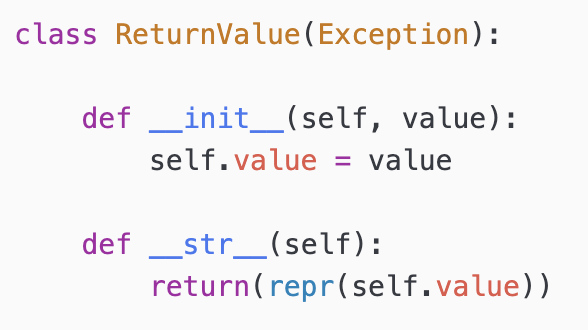 class ReturnValue(Exception):
    def __init__(self, value):
        self.value = value
    def __str__(self):
        return(repr(self.value))